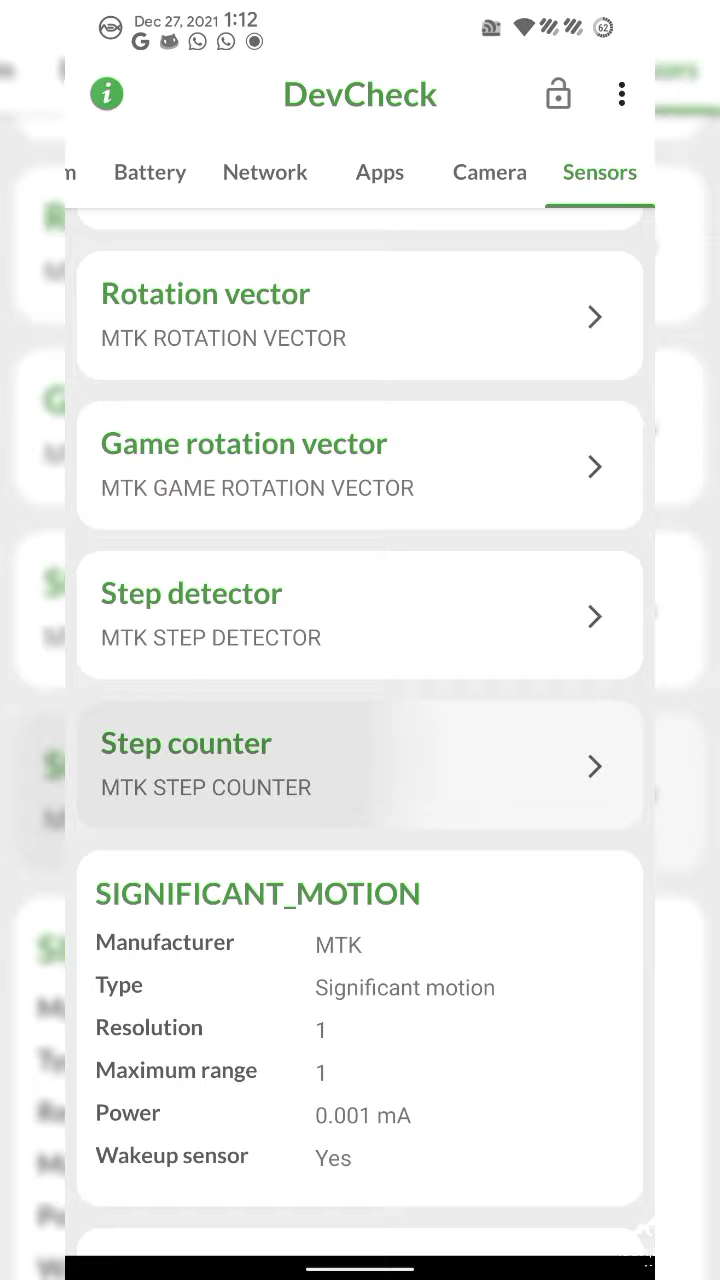 Dec 27, 2021 1:12
G
62
i
DevCheck
m Battery Network Apps Camera Sensors
Rotation vector
MTK ROTATION VECTOR
Game rotation vector
MTK GAME ROTATION VECTOR
Step detector
MTK STEP DETECTOR
Step counter
MTK STEP COUNTER
SIGNIFICANT_MOTION
Manufacturer MTK
Type Significant motion
Resolution 1
Maximum range 1
Power 0.001 mA
Wakeup sensor Yes